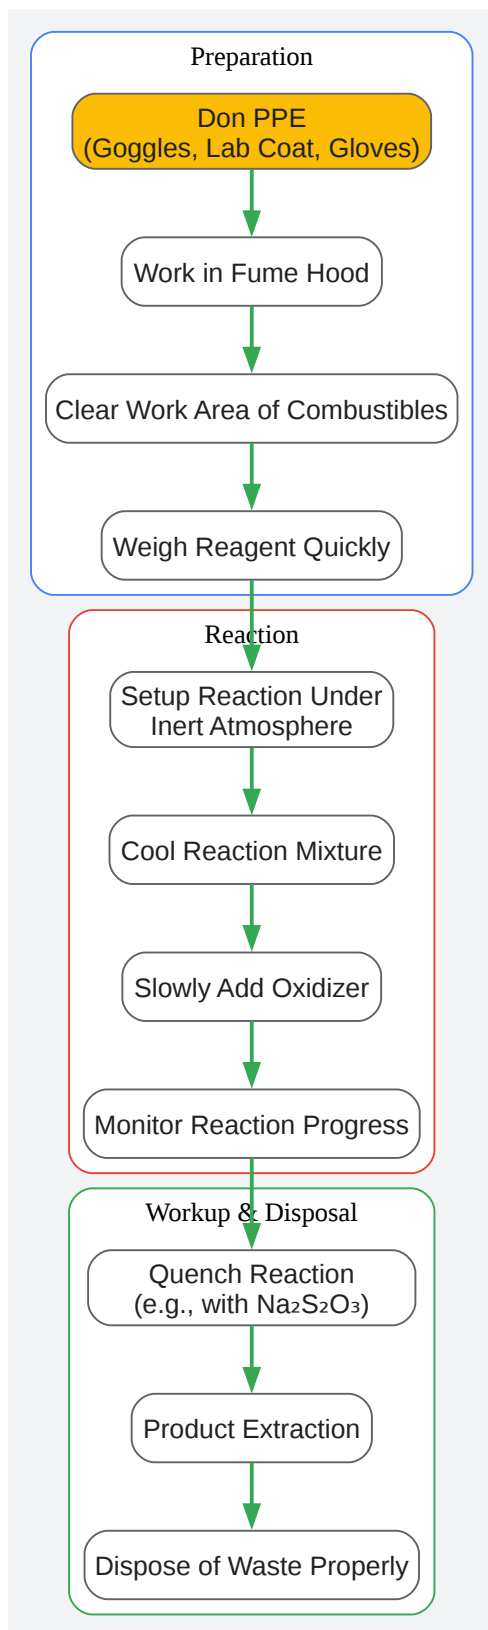 Preparation
Don PPE
(Goggles, Lab Coat, Gloves)
Work in Fume Hood
Clear Work Area of Combustibles
Weigh Reagent Quickly
Reaction
Setup Reaction Under
Inert Atmosphere
Cool Reaction Mixture
Slowly Add Oxidizer
Monitor Reaction Progress
Workup & Disposal
Quench Reaction
(e.g., with Na₂S₂O₃)
Product Extraction
Dispose of Waste Properly